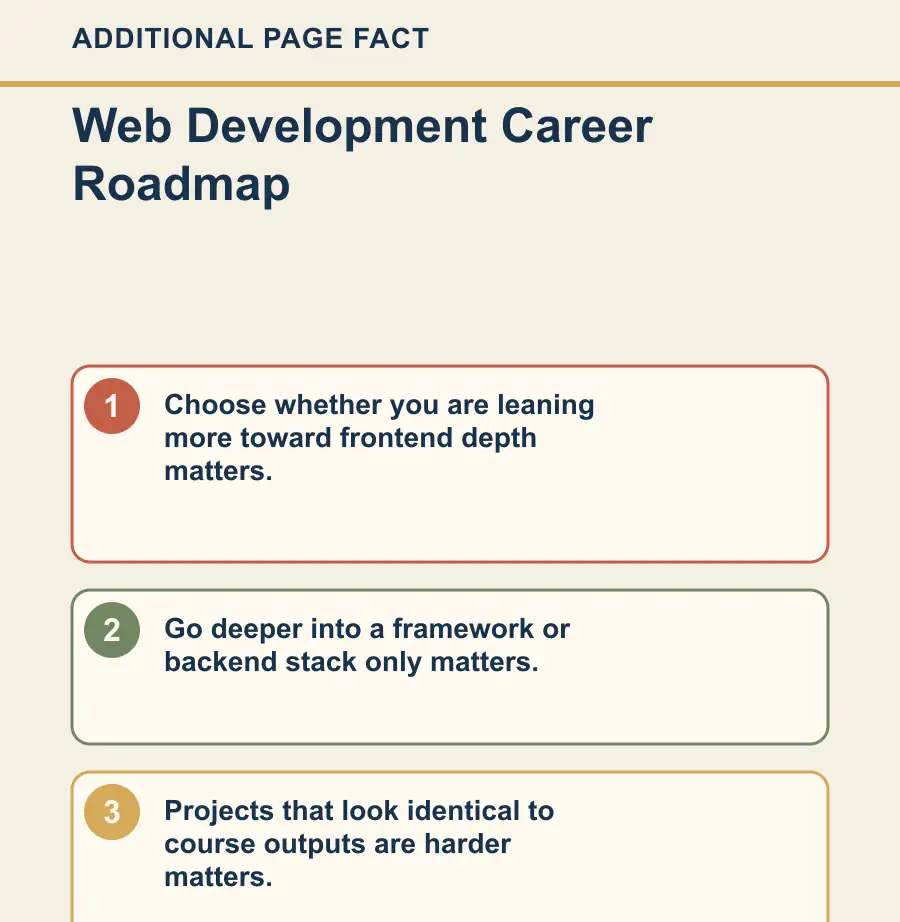 ADDITIONAL PAGE FACT
Web Development Career
Roadmap
1
Choose whether you are leaning
more toward frontend depth
matters.
2
Go deeper into a framework or
backend stack only matters.
3
Projects that look identical to
course outputs are harder
matters.